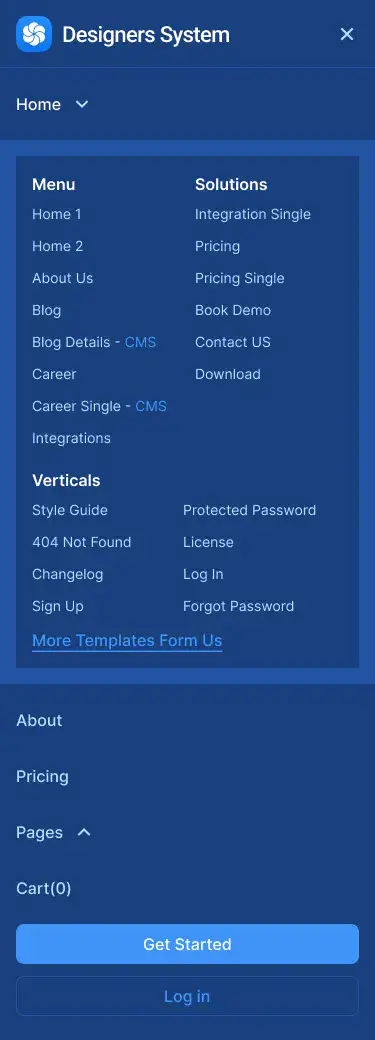 Designers System
Home
Menu
Home 1
Home 2
About Us
Blog
Blog Details - CMS
Career
Career Single - CMS
Integrations
Solutions
Integration Single
Pricing
Pricing Single
Book Demo
Contact US
Download
Verticals
Style Guide
404 Not Found
Changelog
Sign Up
Protected Password
License
Log In
Forgot Password
More Templates Form Us
About
Pricing
Pages
Cart(0)
Get Started
Log in